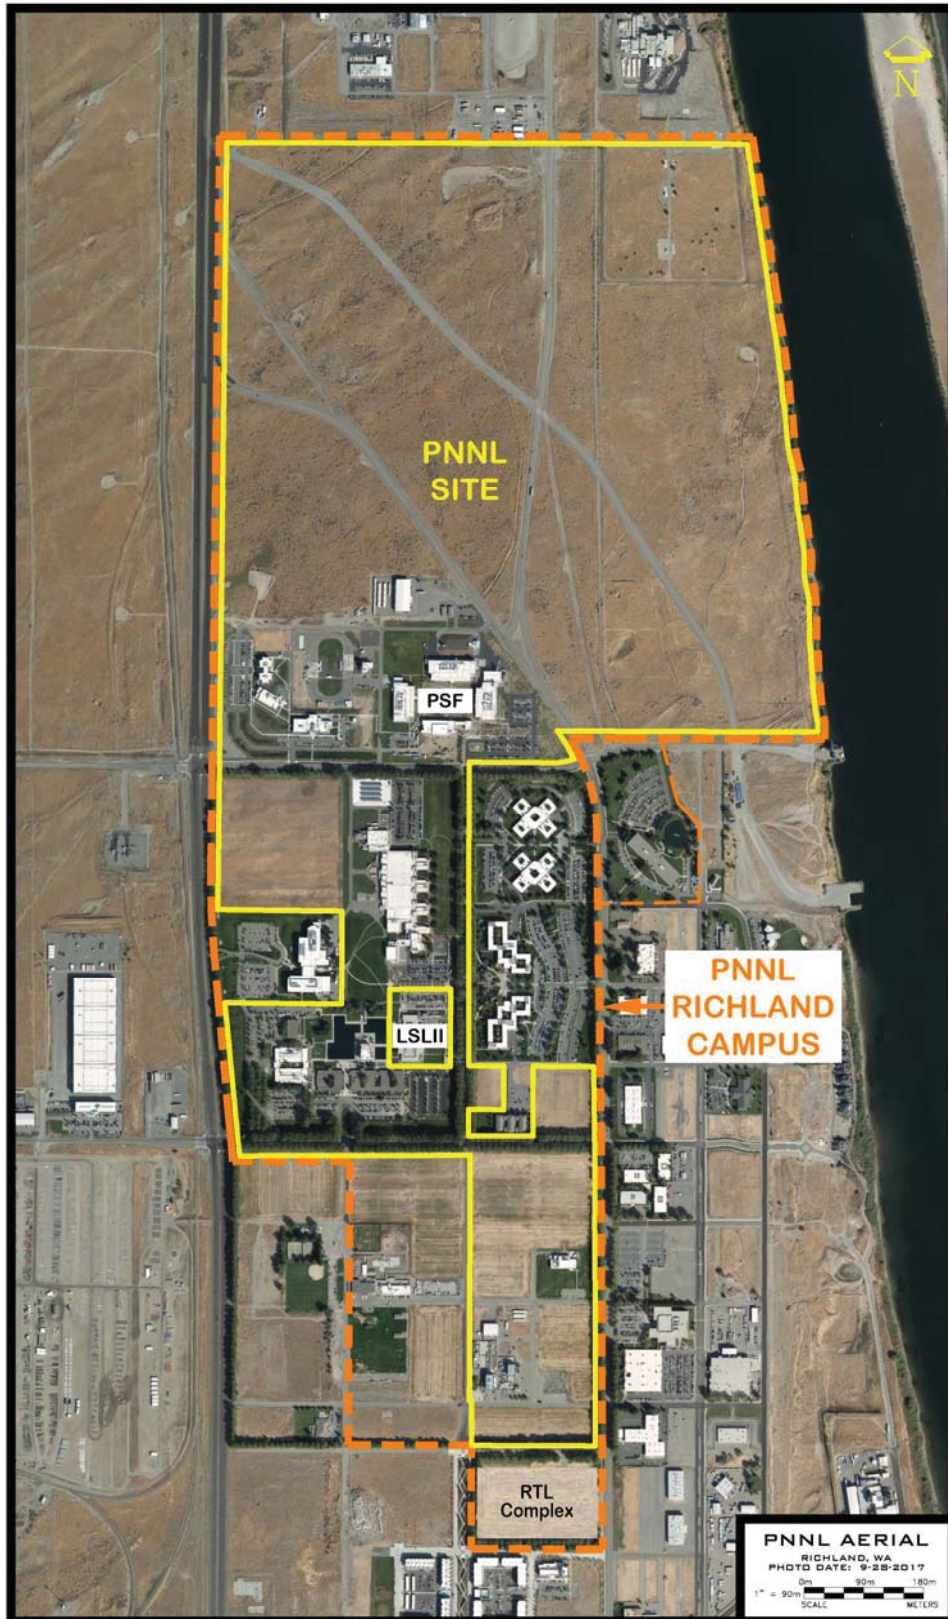 N
PNNL
SITE
PSF
PNNL
RICHLAND
CAMPUS
LSLII
RTL
Complex
PNNL AERIAL
RICHLAND, WA
PHOTO DATE: 9-28-2017
0m 90m 180m
1" = 90m
SCALE METERS